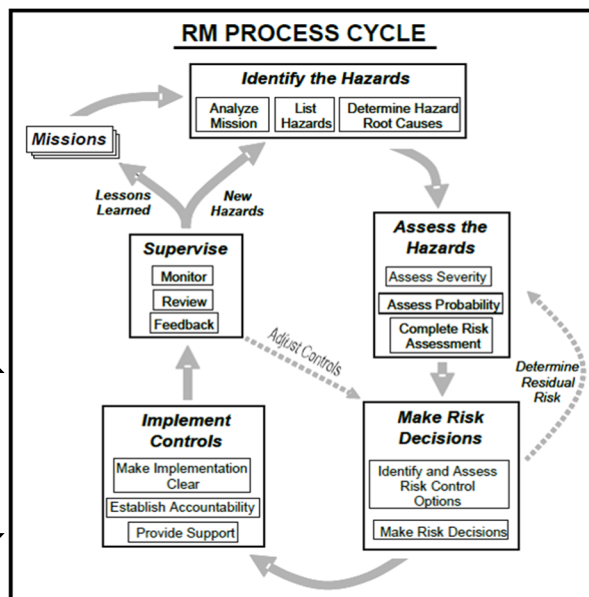 RM PROCESS CYCLE
Identify the Hazards
Analyze
Mission
List
Hazards
Determine Hazard
Root Causes
Missions
Lessons
Learned
New
Hazards
Supervise
Monitor
Review
Feedback
Assess the
Hazards
Assess Severity
Assess Probability
Complete Risk
Assessment
Adjust Controls
Determine
Residual
Risk
Implement
Controls
Make Implementation
Clear
Establish Accountability
Provide Support
Make Risk
Decisions
Identify and Assess
Risk Control
Options
Make Risk Decisions